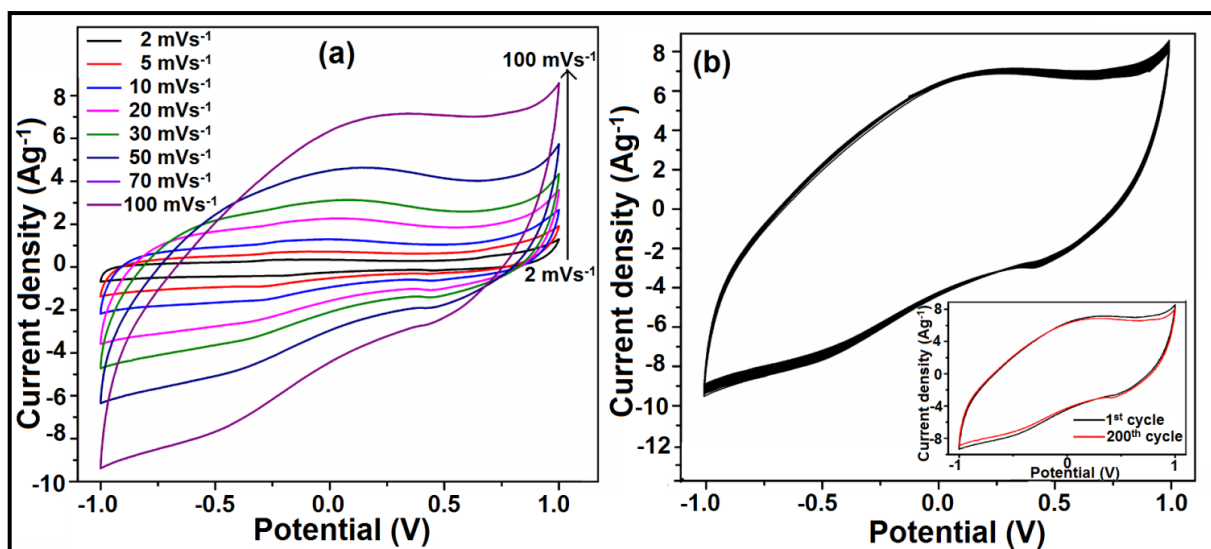 (a)
2 mVs⁻¹
5 mVs⁻¹
10 mVs⁻¹
20 mVs⁻¹
30 mVs⁻¹
50 mVs⁻¹
70 mVs⁻¹
100 mVs⁻¹
100 mVs⁻¹
2 mVs⁻¹
Current density (Ag⁻¹)
8
6
4
2
0
-2
-4
-6
-8
-10
-1.0
-0.5
0.0
0.5
1.0
Potential (V)
(b)
Current density (Ag⁻¹)
8
6
4
2
0
-2
-4
-6
-8
-10
-12
-1.0
-0.5
0.0
0.5
1.0
Potential (V)
Current density (Ag⁻¹)
8
4
0
-4
-8
1ˢᵗ cycle
200ᵗʰ cycle
-1
0
1
Potential (V)